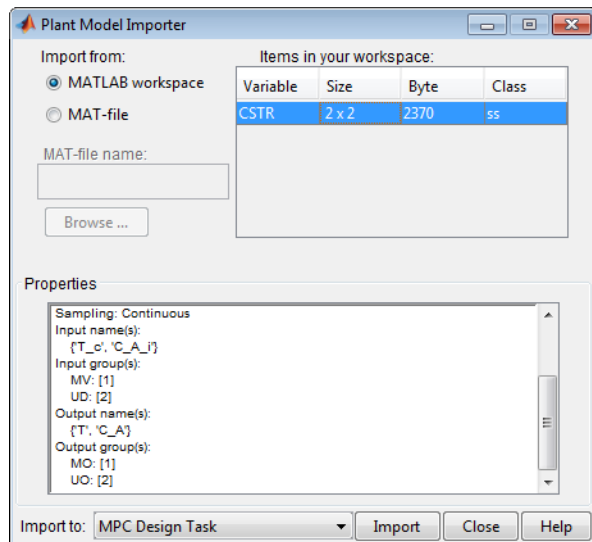 Plant Model Importer
Import from:
MATLAB workspace
MAT-file
MAT-file name:
Browse ...
Items in your workspace:
Variable Size Byte Class
CSTR 2 x 2 2370 ss
Properties
Sampling: Continuous
Input name(s):
{'T_c', 'C_A_i'}
Input group(s):
MV: [1]
UD: [2]
Output name(s):
{'T', 'C_A'}
Output group(s):
MO: [1]
UO: [2]
Import to: MPC Design Task Import Close Help